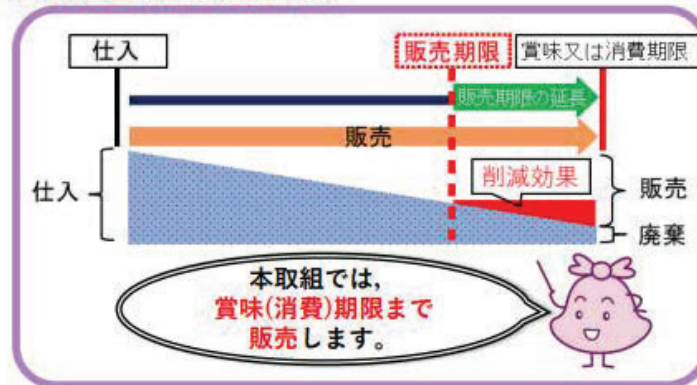 仕入
販売期限
賞味又は消費期限
販売期限の延長
販売
仕入
削減効果
販売
廃棄
本取組では,
賞味(消費)期限まで
販売します。